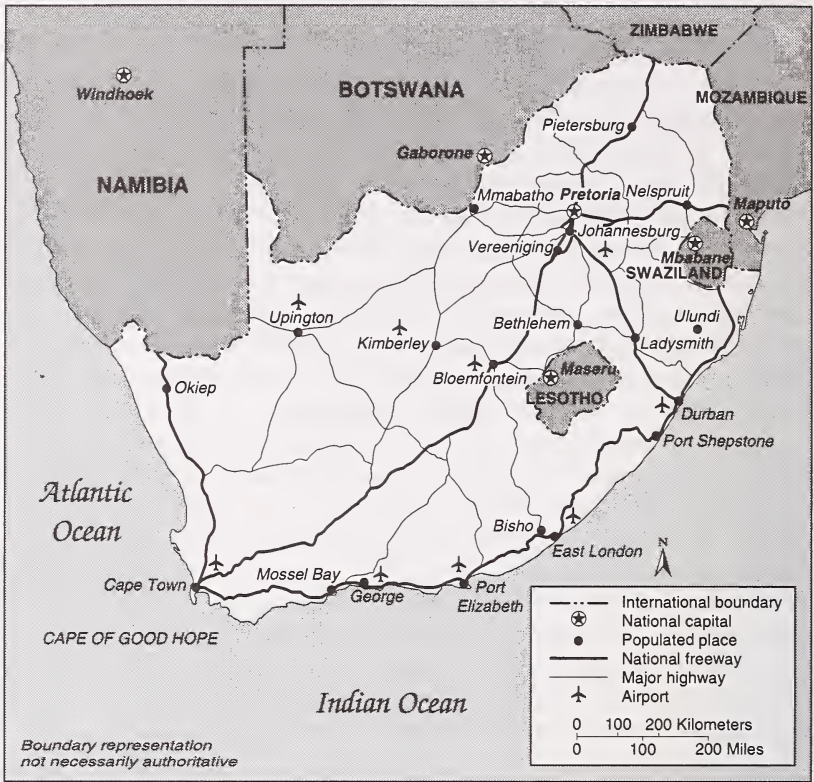 ZIMBABWE
Windhoek
BOTSWANA
MOZAMBIQUE
Pietersburg
Gaborone
NAMIBIA
Mmabatho
Pretoria
Nelspruit
Maputo
Johannesburg
Vereeniging
Mbabane
SWAZILAND
Upington
Kimberley
Bethlehem
Ulundi
Ladysmith
Bloemfontein
Maseru
Okiep
LESOTHO
Durban
Port Shepstone
Atlantic
Ocean
Bisho
East London
N
Cape Town
Mossel Bay
George
Port
Elizabeth
CAPE OF GOOD HOPE
Indian Ocean
International boundary
National capital
Populated place
National freeway
Major highway
Airport
0 100 200 Kilometers
0 100 200 Miles
Boundary representation
not necessarily authoritative